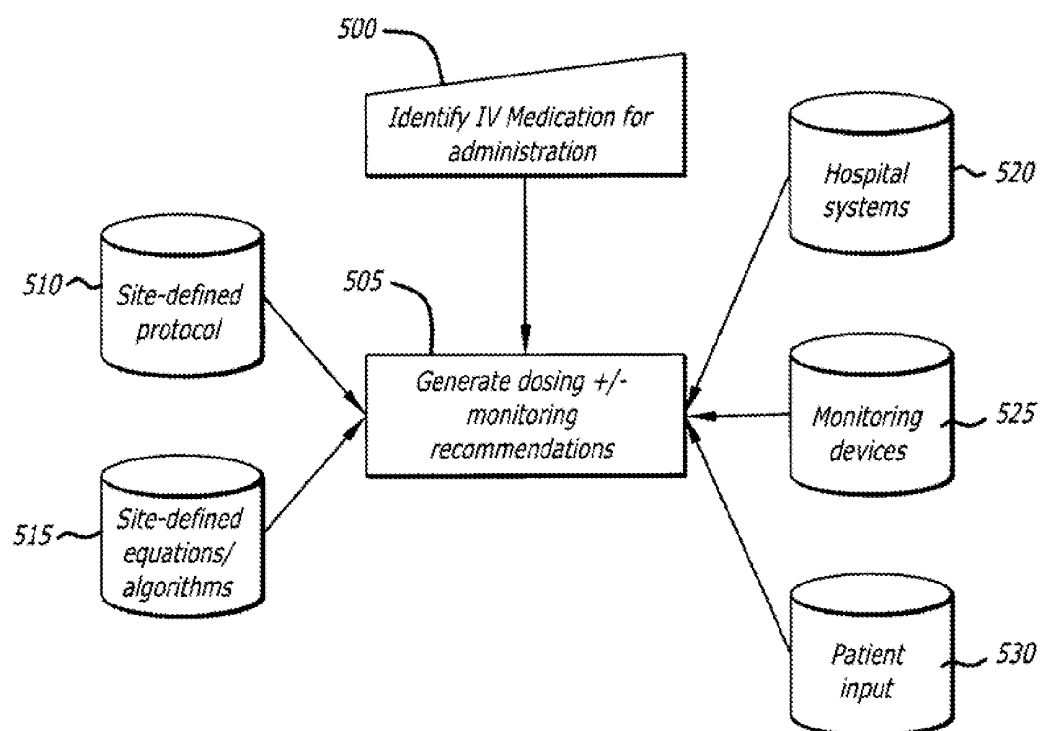 500
Identify IV Medication for
administration
Hospital
systems
520
510
Site-defined
protocol
505
Generate dosing +/-
monitoring
recommendations
Monitoring
devices
525
515
Site-defined
equations/
algorithms
Patient
input
530